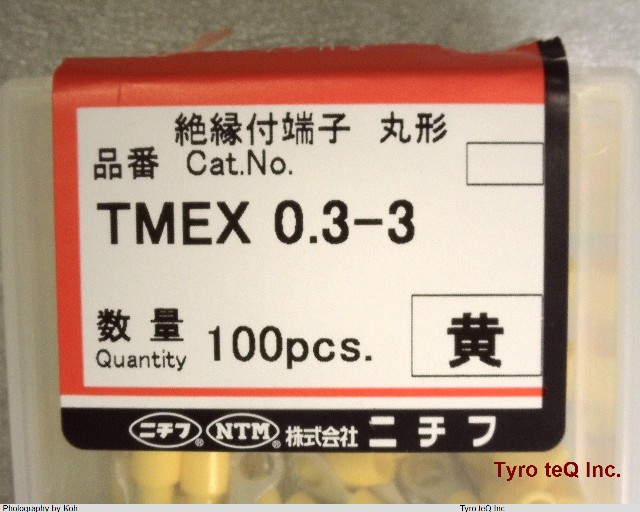 絶縁付端子 丸形
品番 Cat.No.
TMEX 0.3-3
数量
Quantity 100pcs.
黄
ニチフ® NTM® 株式会社 ニチフ
Tyro teQ Inc.
Photography by Koh Tyro teQ Inc